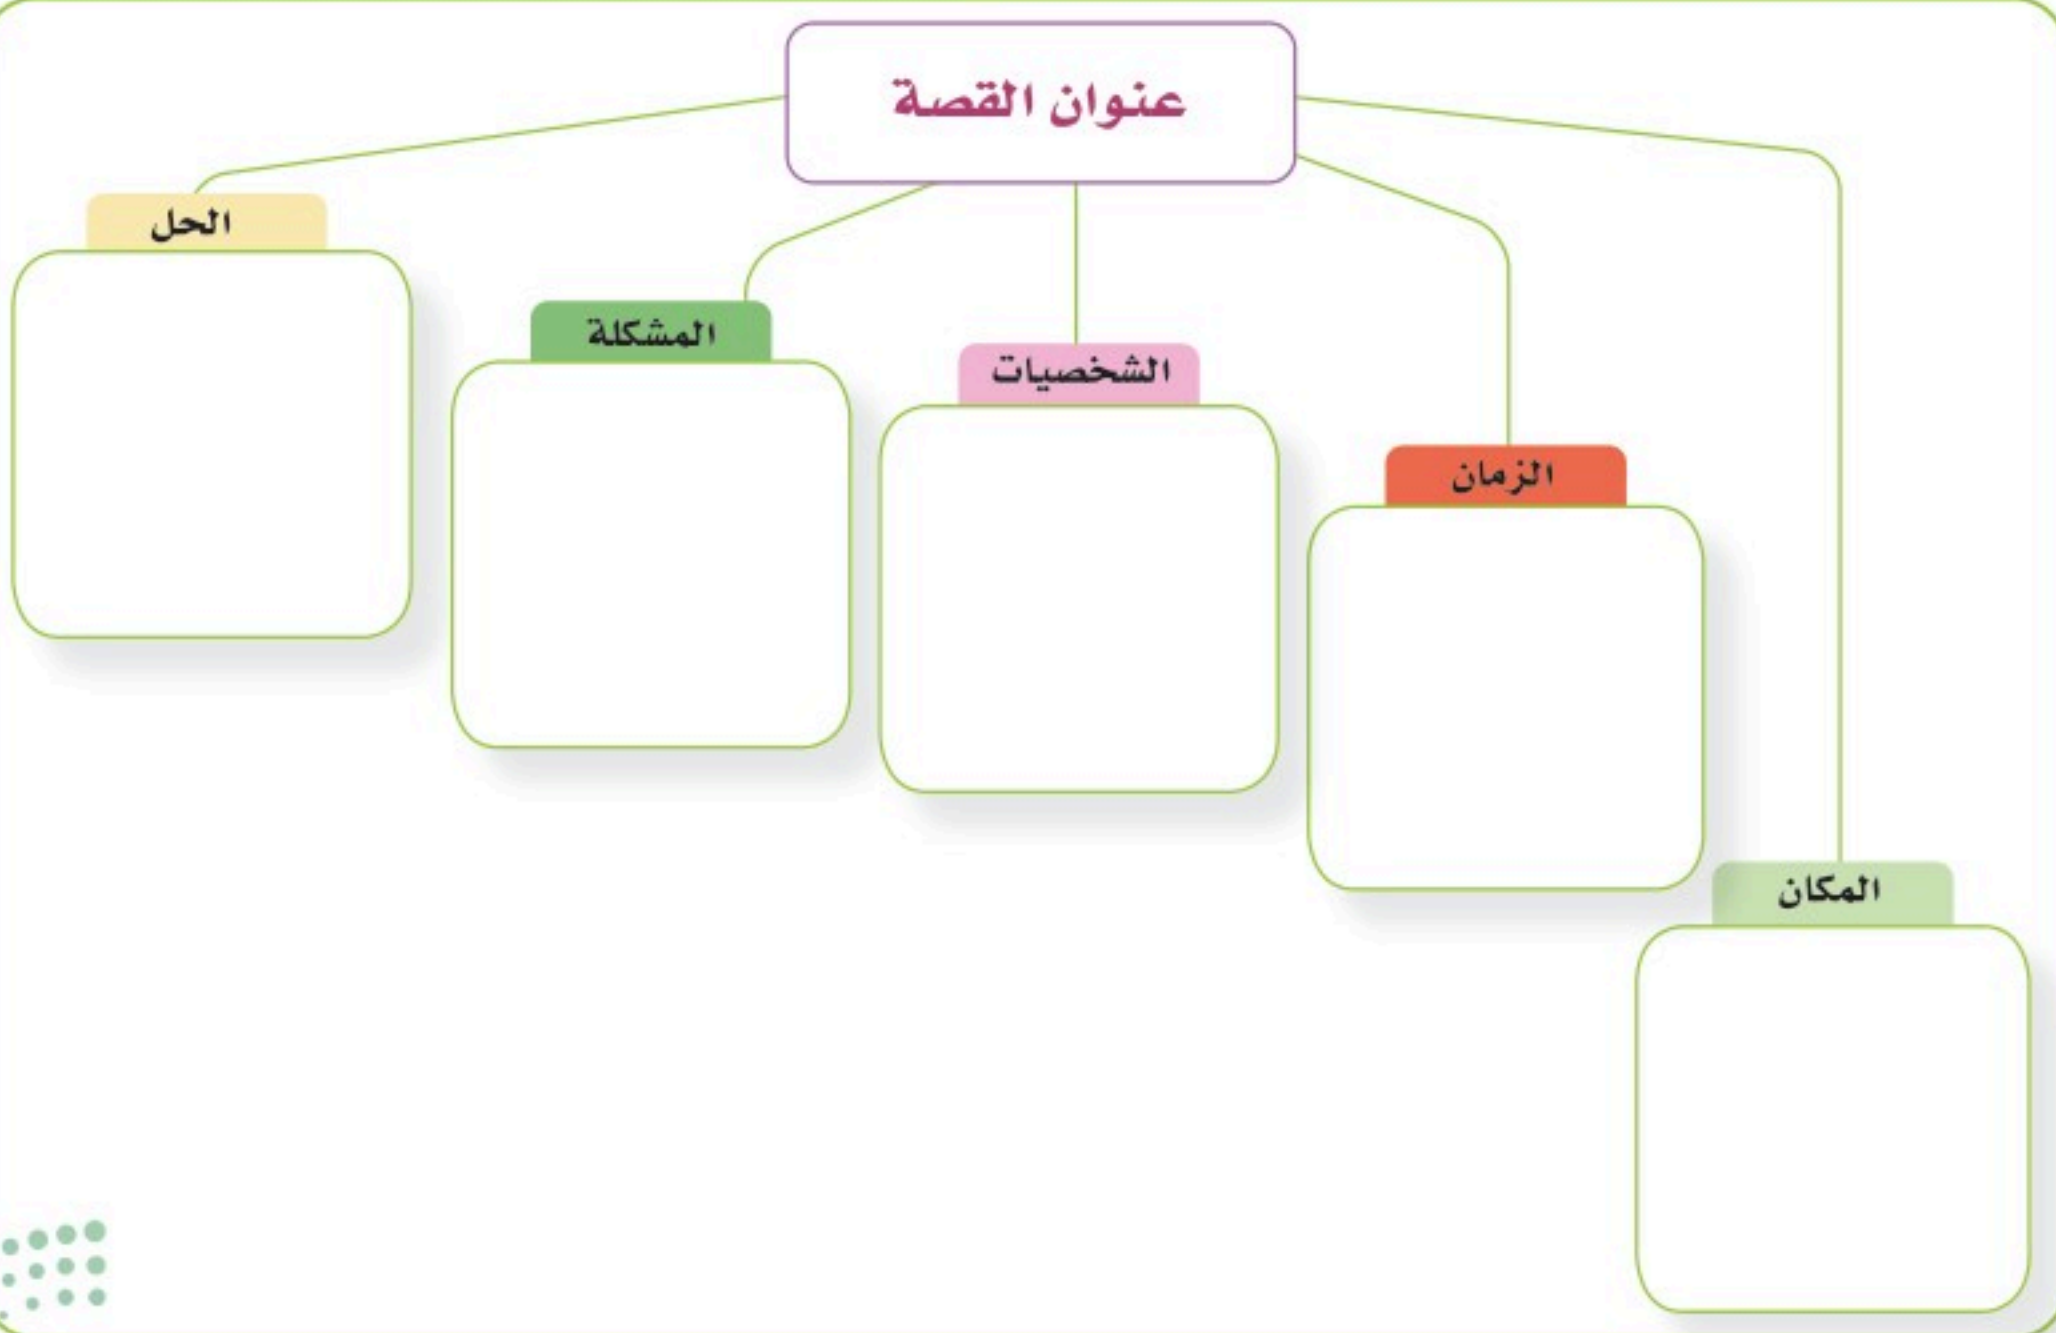 عنوان القصة
المكان
الزمان
الشخصيات
المشكلة
الحل